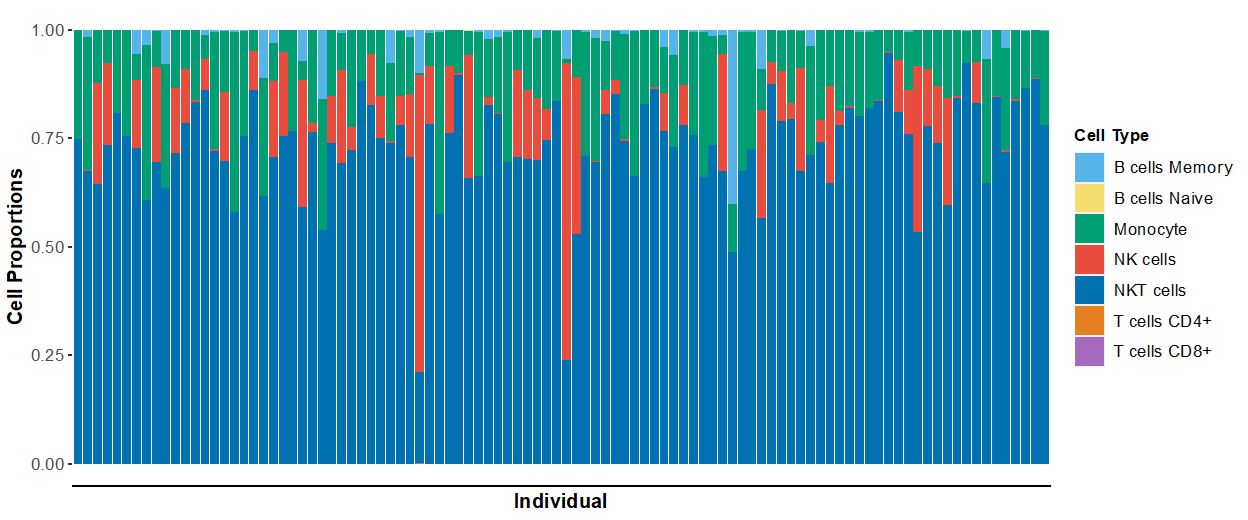 1.00
0.75
0.50
0.25
0.00
Cell Proportions
Individual
Cell Type
B cells Memory
B cells Naive
Monocyte
NK cells
NKT cells
T cells CD4+
T cells CD8+